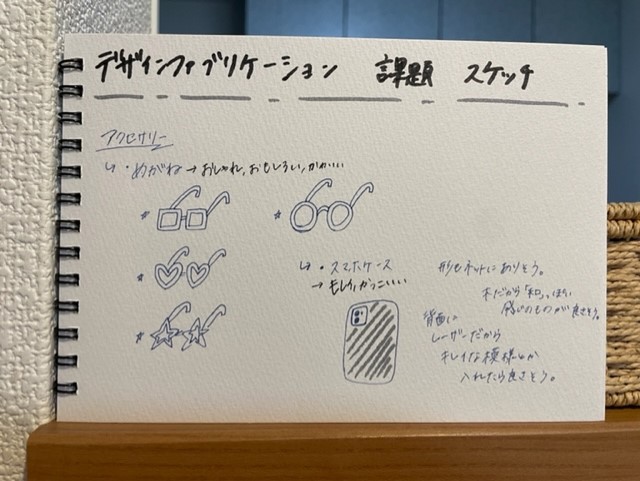 デザインファブリケーション 課題 スケッチ
アクセサリー
↳・めがね→おしゃれ,おもしろい,かわいい
↳・スマホケース
→もしくかっこいい
形もネットにありそう。
木だから「和」っぽい
感じのものが良さそう。
背面に
レーザーだから
キレイな模様とか
入れたら良さそう。